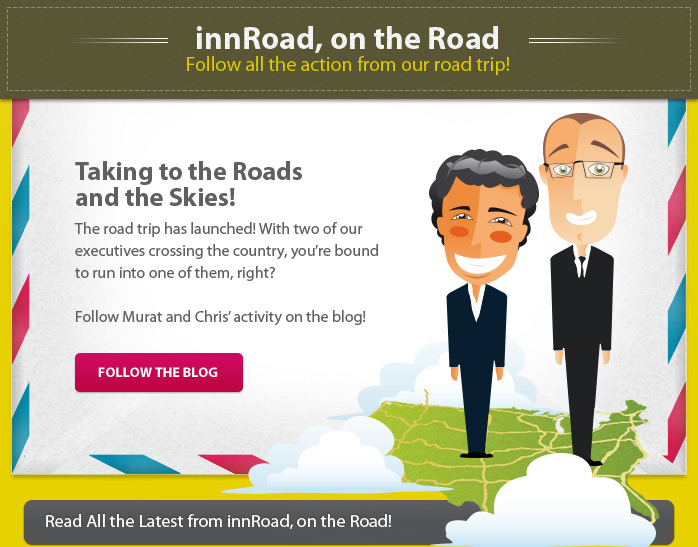 innRoad, on the Road
Follow all the action from our road trip!
Taking to the Roads
and the Skies!
The road trip has launched! With two of our
executives crossing the country, you’re bound
to run into one of them, right?
Follow Murat and Chris’ activity on the blog!
FOLLOW THE BLOG
Read All the Latest from innRoad, on the Road!